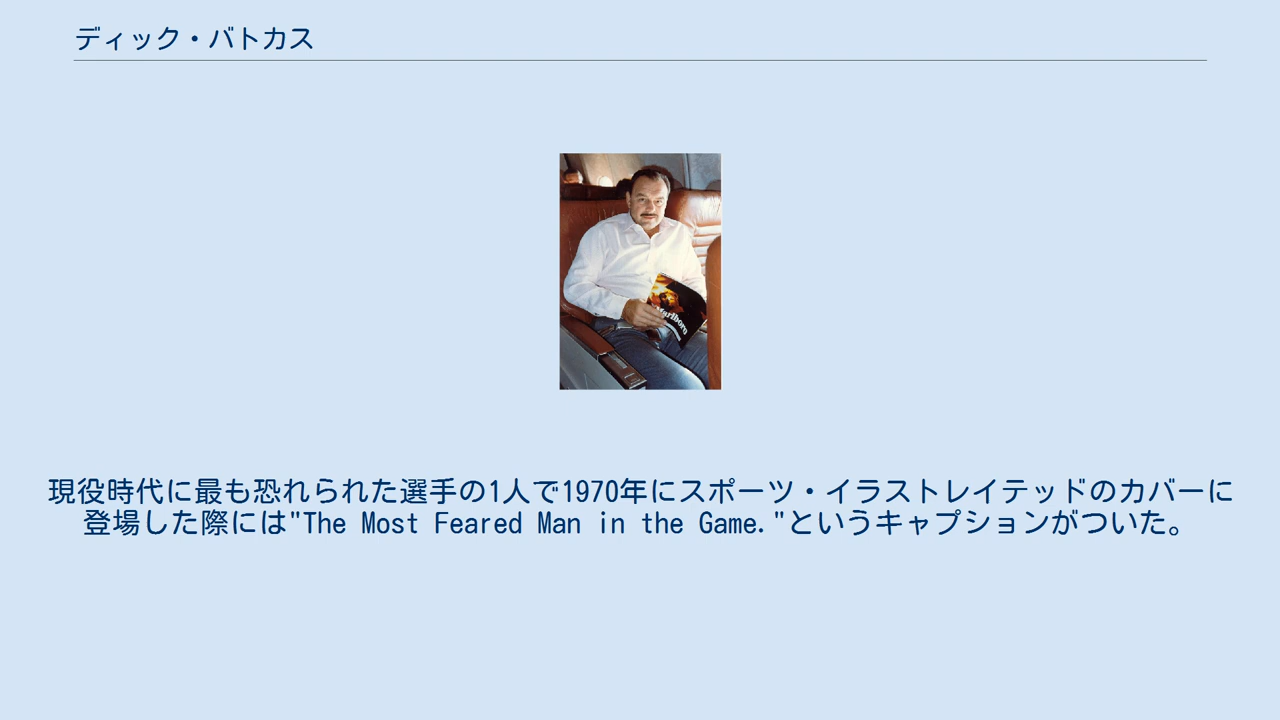 ディック・バトカス
Marlboro
現役時代に最も恐れられた選手の1人で1970年にスポーツ・イラストレイテッドのカバーに
登場した際には"The Most Feared Man in the Game."というキャプションがついた。